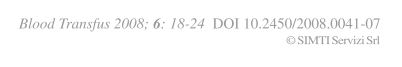 Blood Transfus 2008; 6: 18-24 DOI 10.2450/2008.0041-07
© SIMTI Servizi Srl